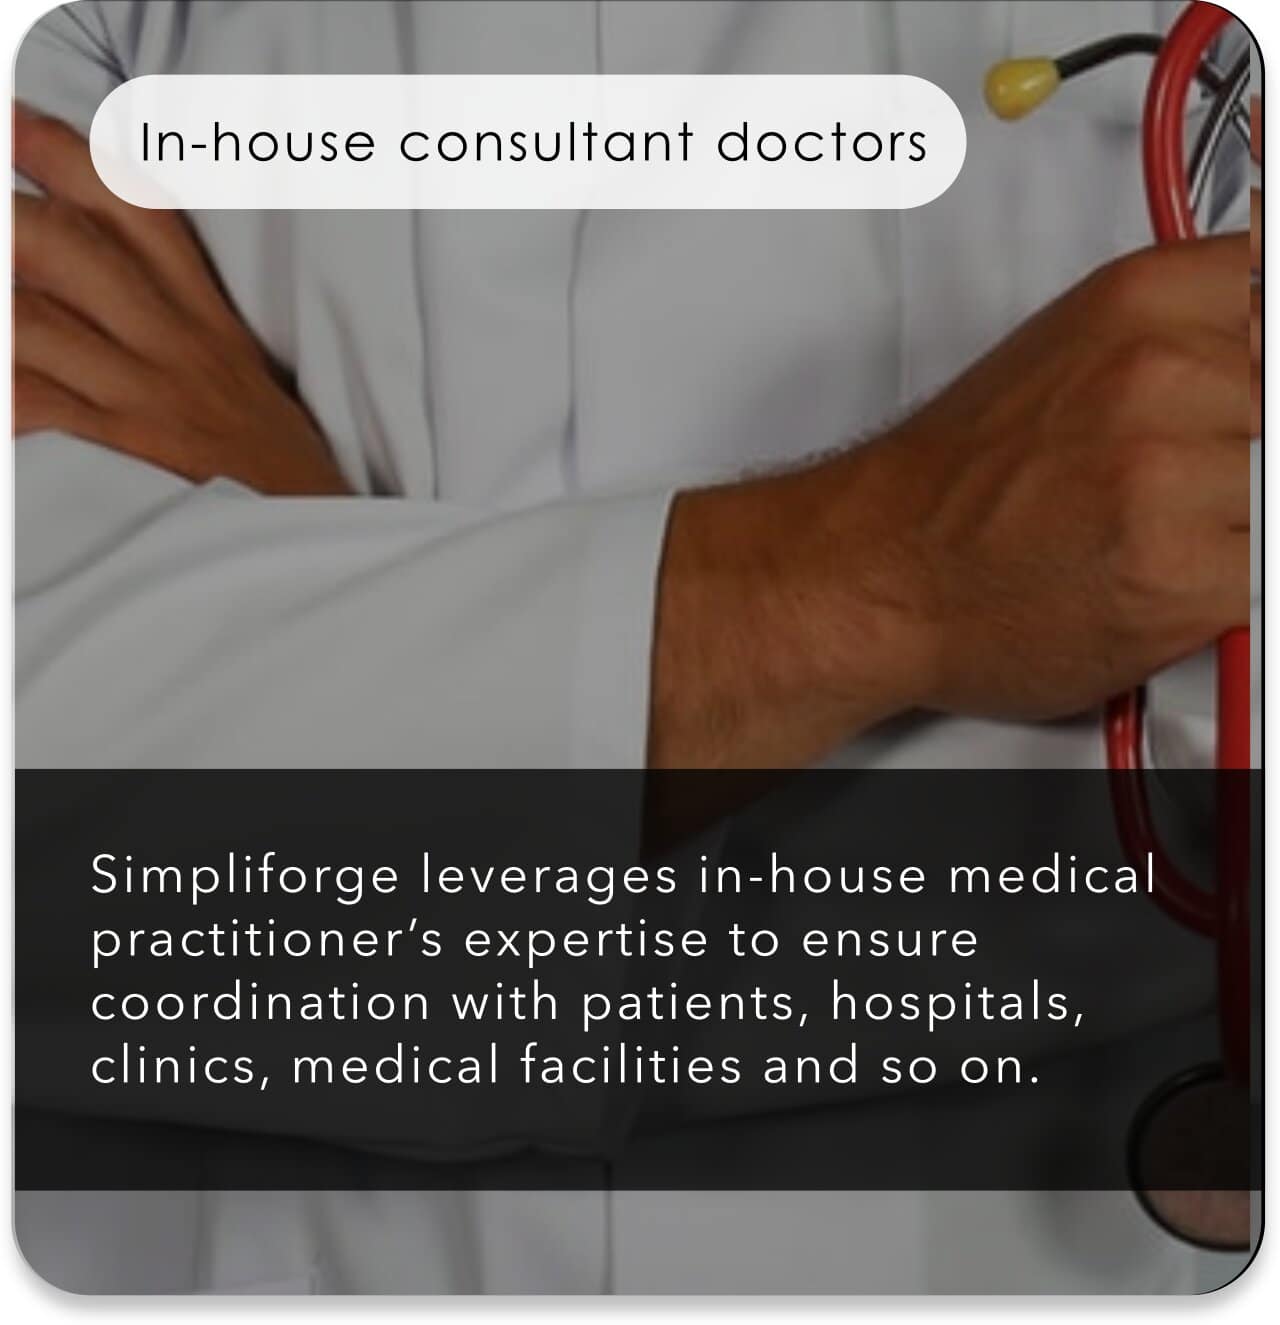 In-house consultant doctors
Simpliforge leverages in-house medical
practitioner’s expertise to ensure
coordination with patients, hospitals,
clinics, medical facilities and so on.